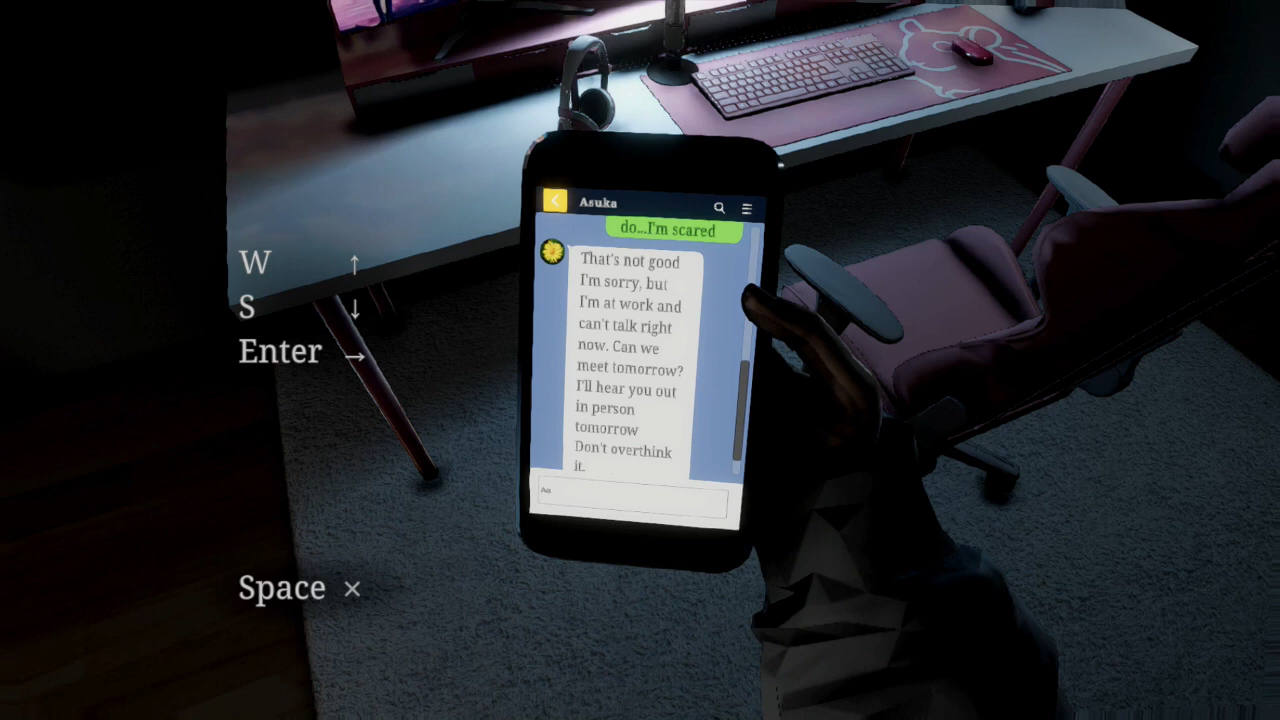 Asuka
do...I'm scared
That's not good
I'm sorry, but
I'm at work and
can't talk right
now. Can we
meet tomorrow?
I'll hear you out
in person
tomorrow
Don't overthink
it.
Aa
W ↑
S ↓
Enter →
Space ×